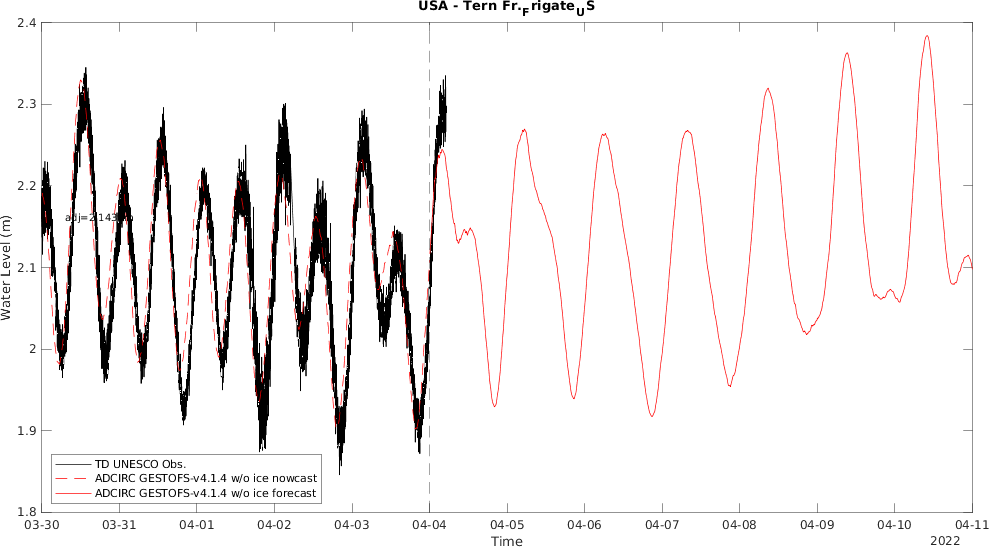 USA - Tern Fr.FrigateUS
2.4
2.3
2.2
2.1
2
1.9
1.8
Water Level (m)
TD UNESCO Obs.
ADCIRC GESTOFS-v4.1.4 w/o ice nowcast
ADCIRC GESTOFS-v4.1.4 w/o ice forecast
03-30 03-31 04-01 04-02 04-03 04-04 04-05 04-06 04-07 04-08 04-09 04-10 04-11
Time
2022